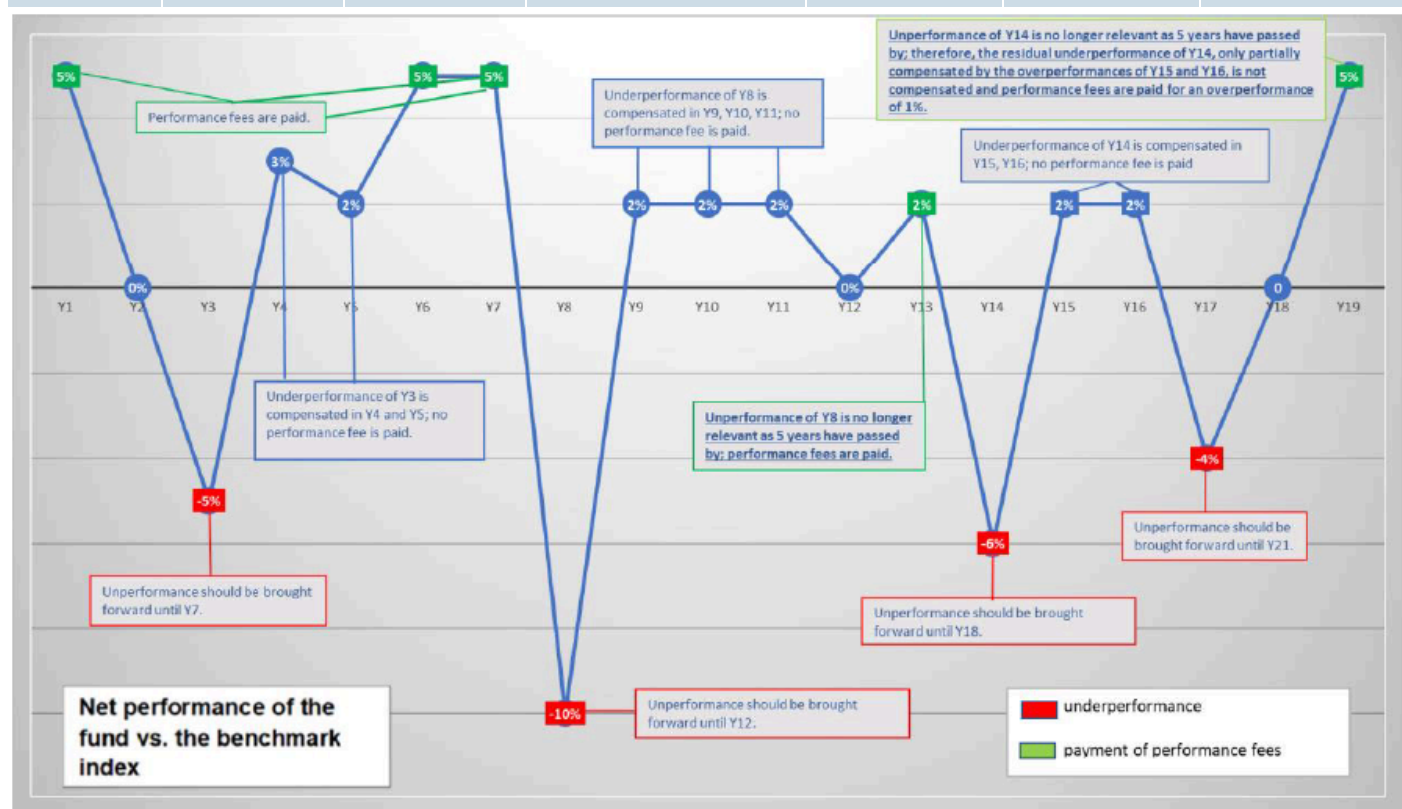 Unperformance of Y14 is no longer relevant as 5 years have passed
by; therefore, the residual underperformance of Y14, only partially
compensated by the overperformances of Y15 and Y16, is not
compensated and performance fees are paid for an overperformance
of 1%.
5%
5%
5%
5%
Performance fees are paid.
Underperformance of Y8 is
compensated in Y9, Y10, Y11; no
performance fee is paid.
Underperformance of Y14 is compensated in
Y15, Y16; no performance fee is paid
3%
2%
2%
2%
2%
2%
2%
2%
0%
0%
0
Y1
Y2
Y3
Y4
Y5
Y6
Y7
Y8
Y9
Y10
Y11
Y12
Y13
Y14
Y15
Y16
Y17
Y18
Y19
Underperformance of Y3 is
compensated in Y4 and Y5; no
performance fee is paid.
Unperformance of Y8 is no longer
relevant as 5 years have passed
by; performance fees are paid.
-4%
-5%
-6%
Unperformance should be
brought forward until Y21.
Unperformance should be brought
forward until Y7.
Unperformance should be brought
forward until Y18.
Net performance of the
fund vs. the benchmark
index
-10%
Unperformance should be brought
forward until Y12.
underperformance
payment of performance fees